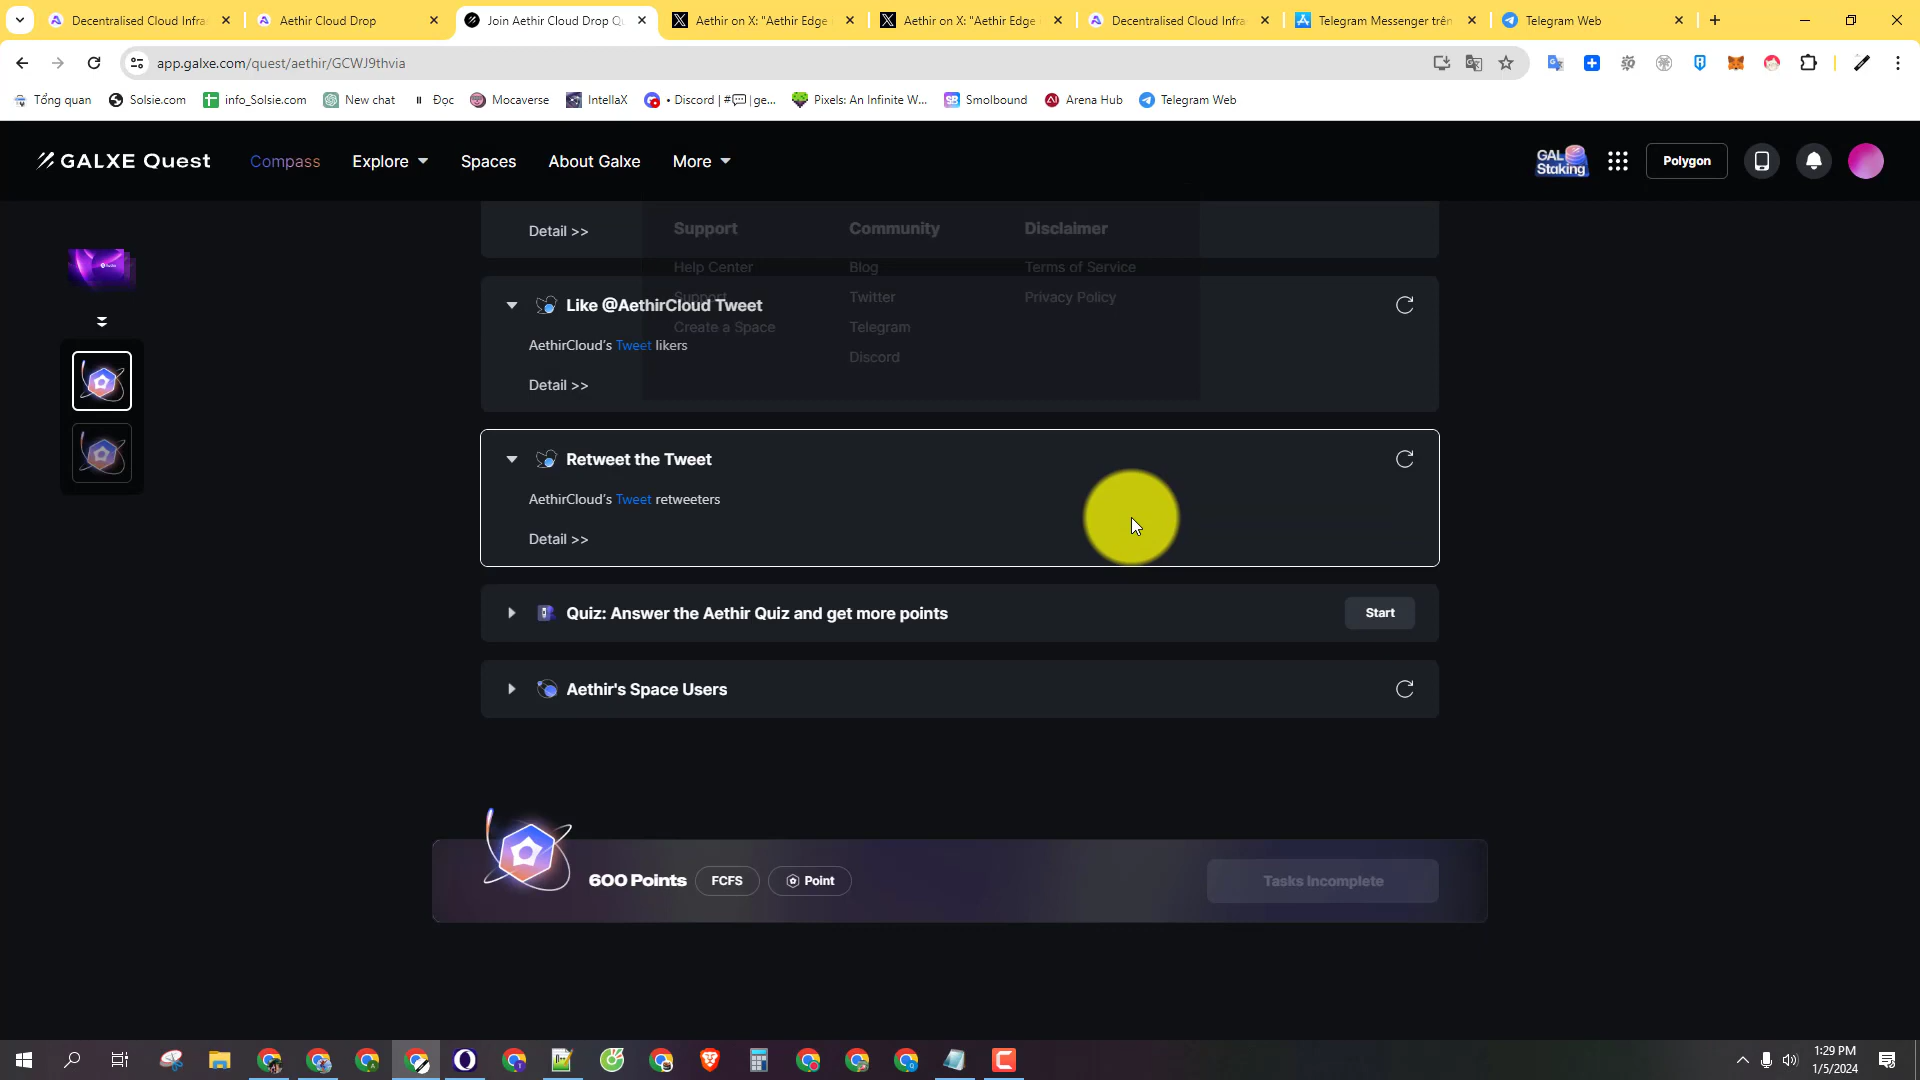 Decentralised Cloud Infra
Aethir Cloud Drop
Join Aethir Cloud Drop Qu
Aethir on X: "Aethir Edge
Aethir on X: "Aethir Edge
Decentralised Cloud Infra
Telegram Messenger trên
Telegram Web
app.galxe.com/quest/aethir/GCWJ9thvia
Tổng quan
Solsie.com
info_Solsie.com
New chat
Đọc
Mocaverse
IntellaX
• Discord | #💬|ge...
Pixels: An Infinite W...
Smolbound
Arena Hub
Telegram Web
GALXE Quest
Compass
Explore
Spaces
About Galxe
More
GAL
Staking
Polygon
Detail >>
Support
Community
Disclaimer
Help Center
Blog
Terms of Service
Support
Twitter
Privacy Policy
Create a Space
Telegram
Discord
Like @AethirCloud Tweet
AethirCloud's Tweet likers
Detail >>
Retweet the Tweet
AethirCloud's Tweet retweeters
Detail >>
Quiz: Answer the Aethir Quiz and get more points
Start
Aethir's Space Users
600 Points
FCFS
Point
Tasks Incomplete
1:29 PM
1/5/2024